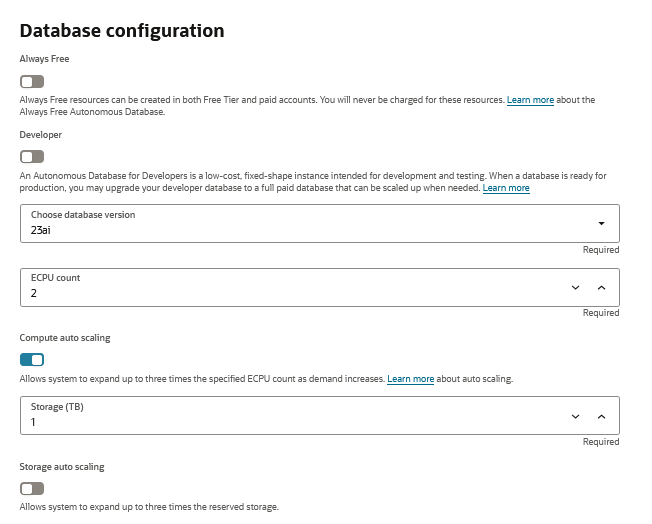 Database configuration
Always Free
Always Free resources can be created in both Free Tier and paid accounts. You will never be charged for these resources. Learn more about the
Always Free Autonomous Database.
Developer
An Autonomous Database for Developers is a low-cost, fixed-shape instance intended for development and testing. When a database is ready for
production, you may upgrade your developer database to a full paid database that can be scaled up when needed. Learn more
Choose database version
23ai
Required
ECPU count
2
Required
Compute auto scaling
Allows system to expand up to three times the specified ECPU count as demand increases. Learn more about auto scaling.
Storage (TB)
1
Required
Storage auto scaling
Allows system to expand up to three times the reserved storage.